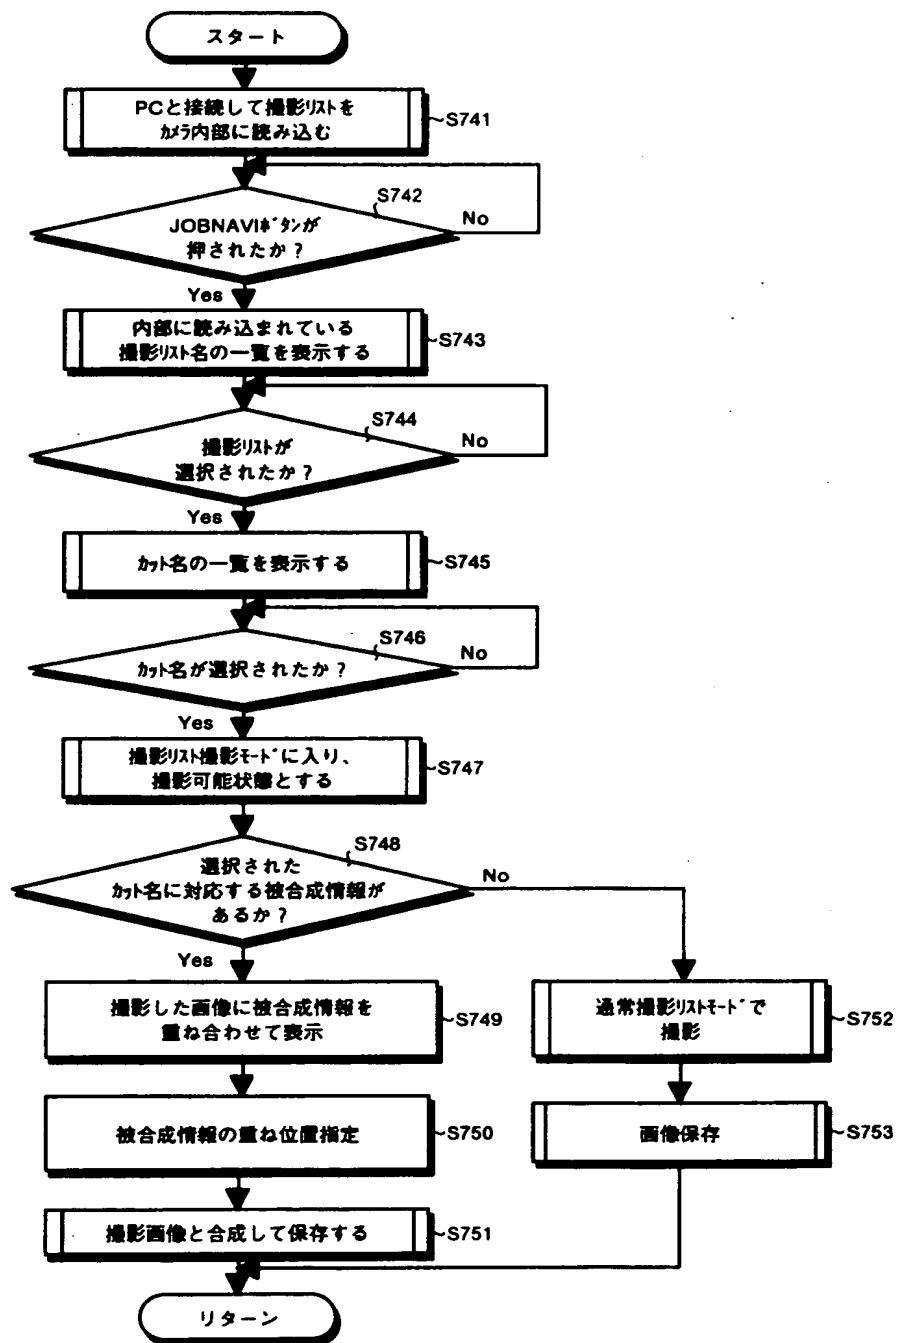 スタート
PCと接続して撮影リストを
カメラ内部に読み込む
S741
S742
JOBNAVIボタンが
押されたか?
No
Yes
内部に読み込まれている
撮影リスト名の一覧を表示する
S743
S744
撮影リストが
選択されたか?
No
Yes
カット名の一覧を表示する
S745
S746
カット名が選択されたか?
No
Yes
撮影リスト撮影モードに入り、
撮影可能状態とする
S747
S748
選択された
カット名に対応する被合成情報が
あるか?
No
Yes
撮影した画像に被合成情報を
重ね合わせて表示
S749
通常撮影リストモードで
撮影
S752
被合成情報の重ね位置指定
S750
画像保存
S753
撮影画像と合成して保存する
S751
リターン